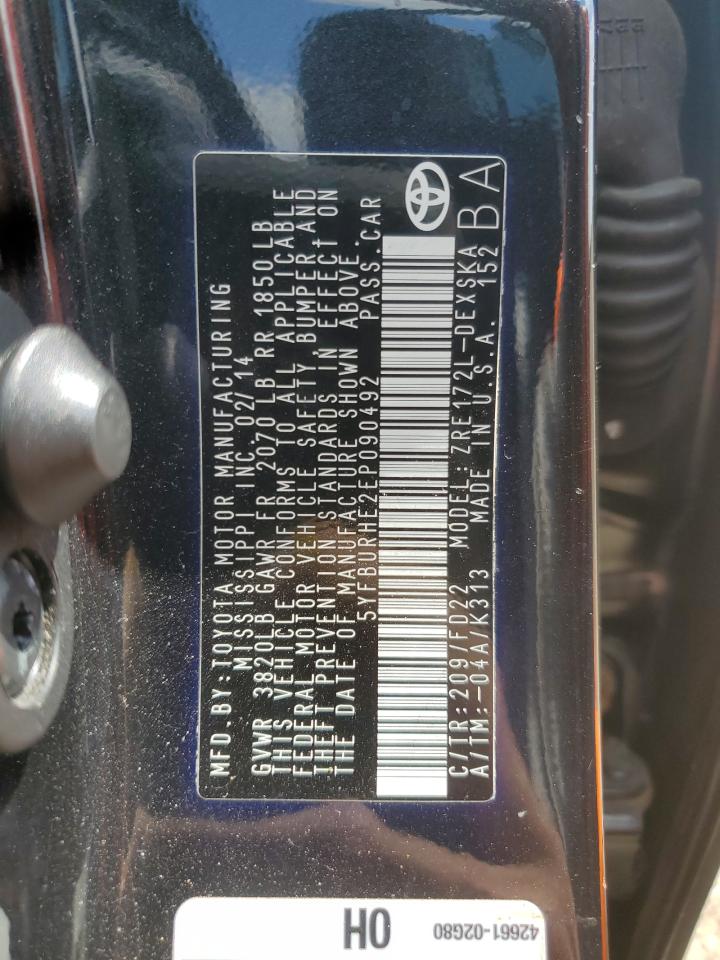 MFD.BY:TOYOTA MOTOR MANUFACTURING
MISSISSIPPI INC. 02/14
GVWR 3820LB GAWR FR 2070 LB RR 1850LB
THIS VEHICLE CONFORMS TO ALL APPLICABLE
FEDERAL MOTOR VEHICLE SAFETY, BUMPER, AND
THEFT PREVENTION STANDARDS IN EFFECT ON
THE DATE OF MANUFACTURE SHOWN ABOVE.
5YFBURHE2EP090492 PASS.CAR
C/TR:209/FD22 MODEL:ZRE172L-DEXSKA
A/TM:-04A/K313 MADE IN U.S.A. 152 BA
H0
42661-02G80